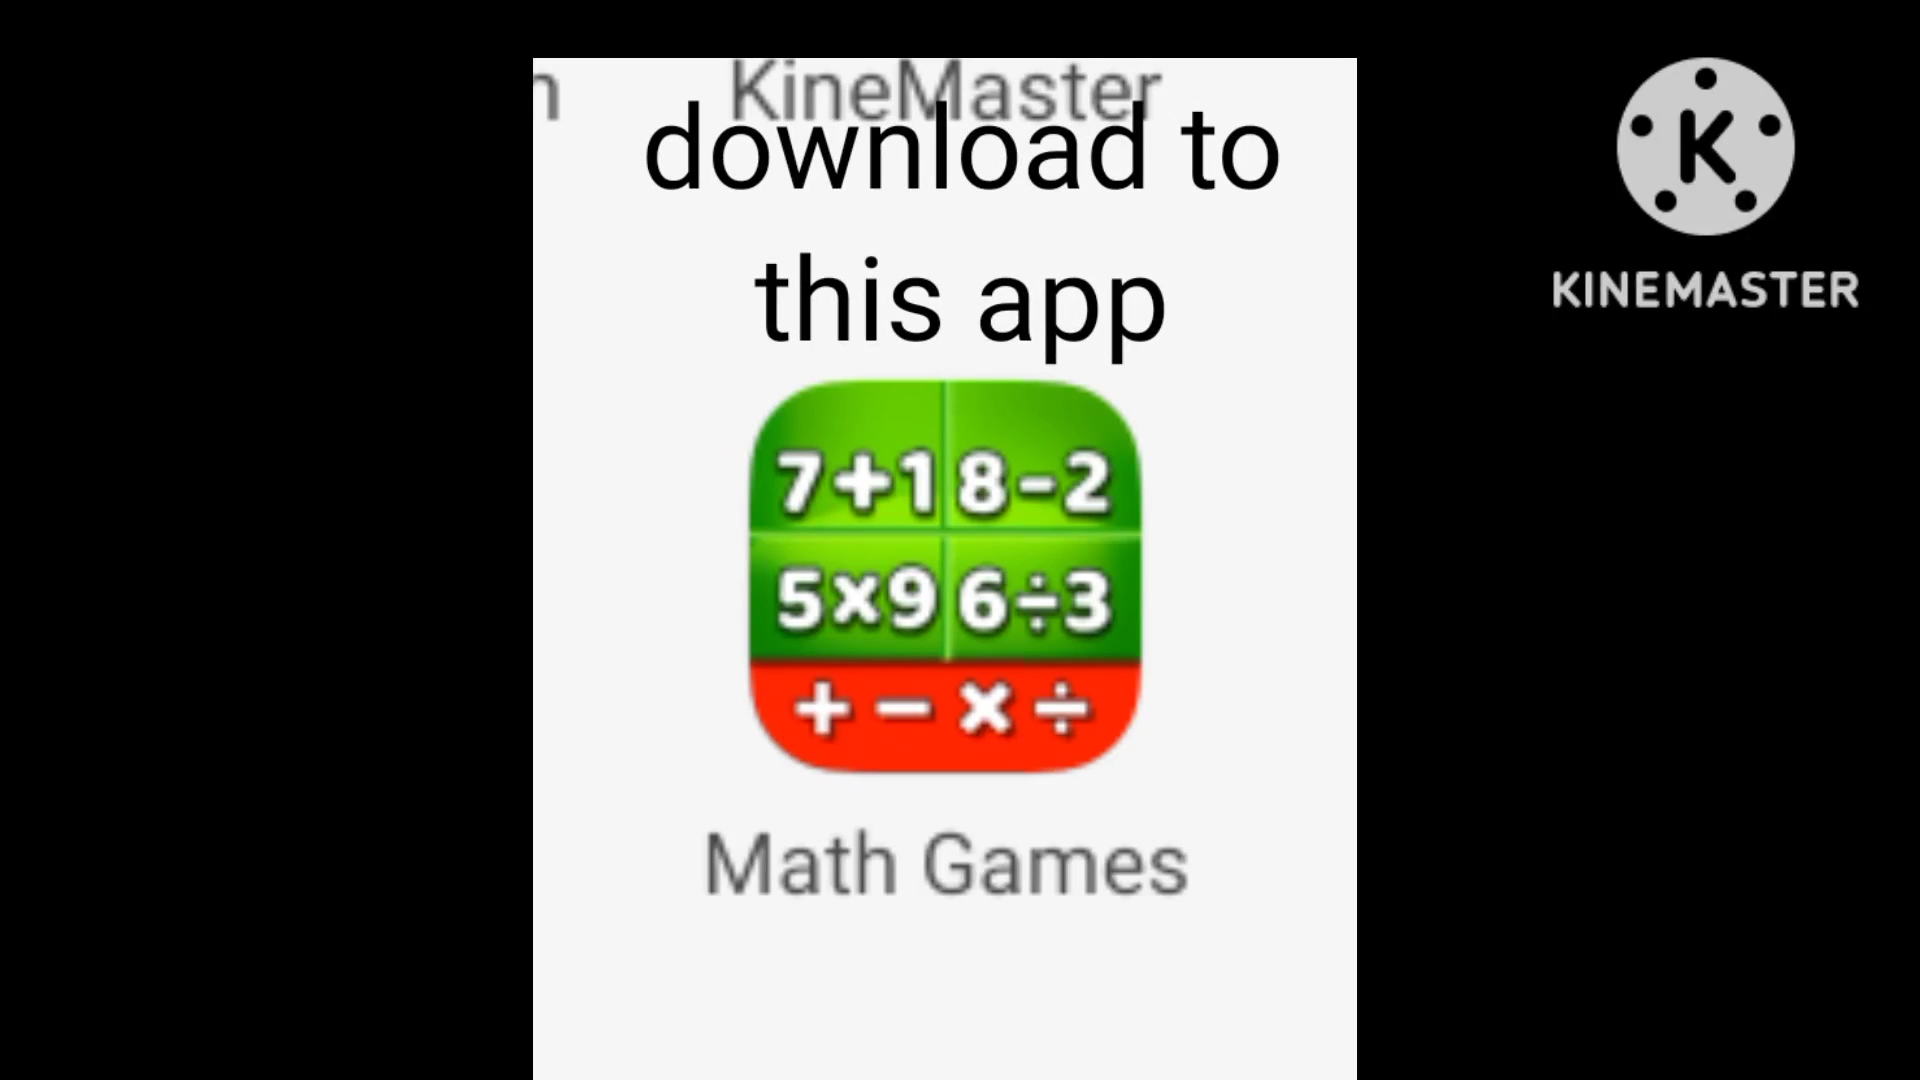 n KineMaster
download to
this app
7+1 8-2
5×9 6÷3
+ - × ÷
Math Games
K
KINEMASTER